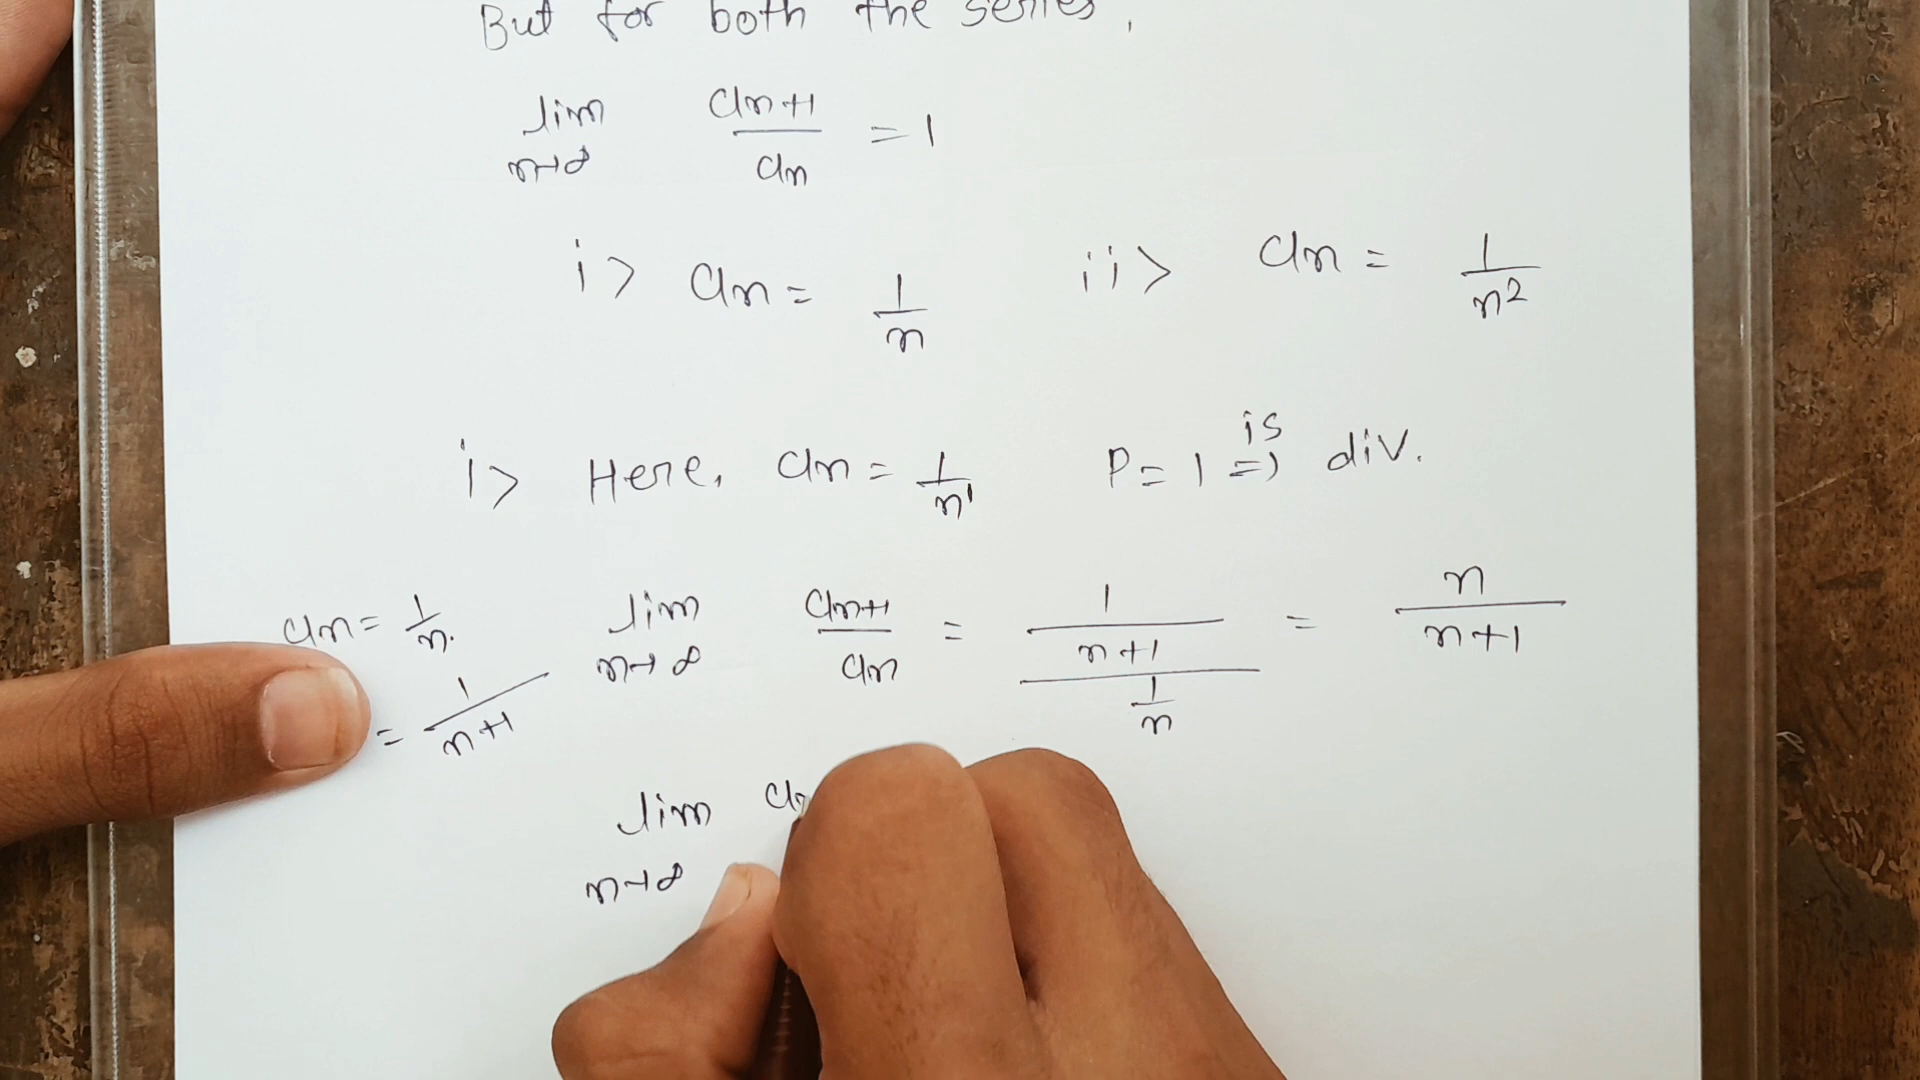 But for both the series,
lim n→∞ an+1/an = 1
i> an = 1/n ii> an = 1/n²
i> Here, an = 1/n¹ P = 1 is => div.
an = 1/n. lim n→∞ an+1/an = (1/(n+1))/(1/n) = n/(n+1)
= 1/(n+1)
lim n→∞ an